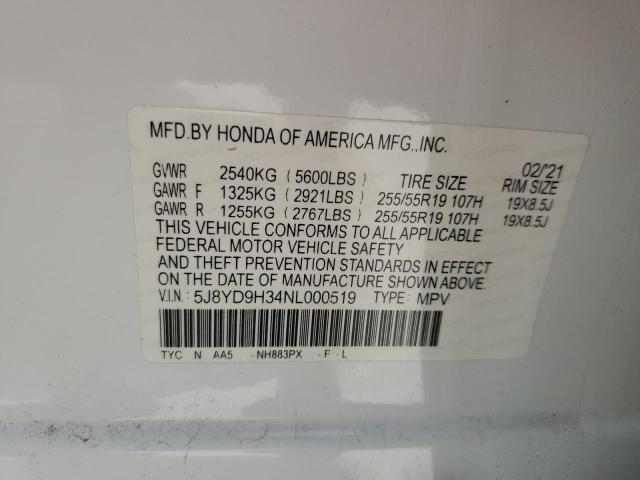 MFD.BY HONDA OF AMERICA MFG.,INC.
02/'21
GVWR 2540KG (5600LBS) TIRE SIZE RIM SIZE
GAWR F 1325KG (2921LBS) 255/55R19 107H 19X8.5J
GAWR R 1255KG (2767LBS) 255/55R19 107H 19X8.5J
THIS VEHICLE CONFORMS TO ALL APPLICABLE
FEDERAL MOTOR VEHICLE SAFETY
AND THEFT PREVENTION STANDARDS IN EFFECT
ON THE DATE OF MANUFACTURE SHOWN ABOVE.
V.I.N.: 5J8YD9H34NL000519 TYPE: MPV
TYC N AA5 -NH883PX -F -L